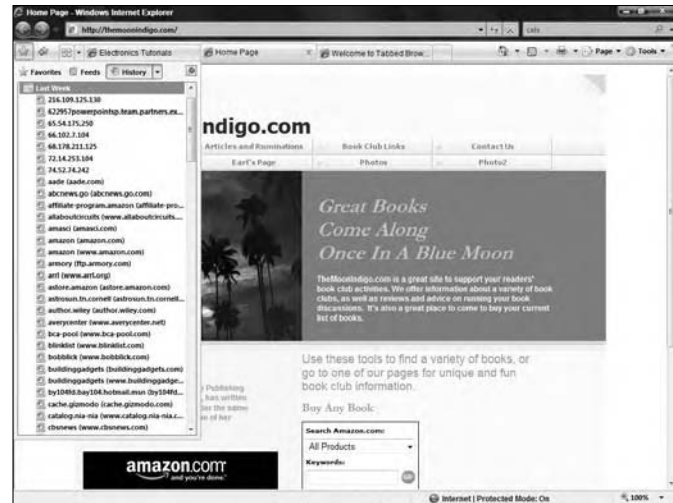 Home Page - Windows Internet Explorer
http://themoonindigo.com/
cats
Electronics Tutorials
Home Page
Welcome to Tabbed Brow...
Page
Tools
Favorites
Feeds
History
Last Week
216.109.125.130
622957powerpointsp.team.partners.ex...
65.54.175.250
66.102.7.104
68.178.211.125
72.14.253.104
74.52.74.242
aade (aade.com)
abcnews.go (abcnews.go.com)
affiliate-program.amazon (affiliate-pro...
allaboutcircuits (www.allaboutcircuits....
amasci (amasci.com)
amazon (amazon.com)
amazon (www.amazon.com)
armory (ftp.armory.com)
arrl (www.arrl.org)
astore.amazon (astore.amazon.com)
astrosun.tn.cornell (astrosun.tn.cornell...
author.wiley (author.wiley.com)
averycenter (www.averycenter.net)
bca-pool (www.bca-pool.com)
blinklist (www.blinklist.com)
bobblick (www.bobblick.com)
buildinggadgets (buildinggadgets.com)
buildinggadgets (www.buildinggadge...
by104fd.bay104.hotmail.msn (by104fd...
cache.gizmodo (cache.gizmodo.com)
catalog.nia-nia (www.catalog.nia-nia.c...
cbsnews (www.cbsnews.com)
ndigo.com
Articles and Ruminations
Book Club Links
Contact Us
Earl's Page
Photos
Photo2
Great Books
Come Along
Once In A Blue Moon
TheMoonIndigo.com is a great site to support your readers'
book club activities. We offer information about a variety of book
clubs, as well as reviews and advice on running your book
discussions. It's also a great place to come to buy your current
list of books.
Use these tools to find a variety of books, or
go to one of our pages for unique and fun
book club information.
Publishing
, has written
der the same
e of her
Buy Any Book
Search Amazon.com:
All Products
Keywords:
amazon.com
and you're done.
Internet | Protected Mode: On
100%